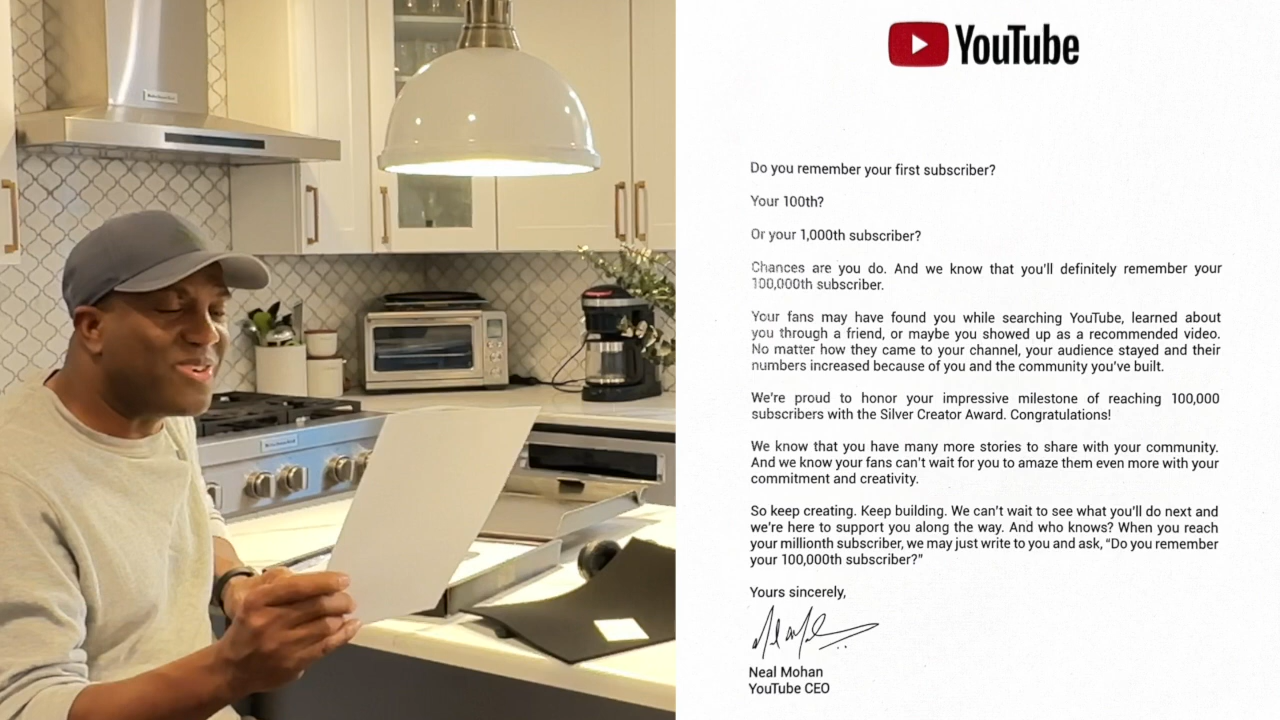 YouTube
Do you remember your first subscriber?
Your 100th?
Or your 1,000th subscriber?
Chances are you do. And we know that you'll definitely remember your
100,000th subscriber.
Your fans may have found you while searching YouTube, learned about
you through a friend, or maybe you showed up as a recommended video.
No matter how they came to your channel, your audience stayed and their
numbers increased because of you and the community you've built.
We're proud to honor your impressive milestone of reaching 100,000
subscribers with the Silver Creator Award. Congratulations!
We know that you have many more stories to share with your community.
And we know your fans can't wait for you to amaze them even more with your
commitment and creativity.
So keep creating. Keep building. We can't wait to see what you'll do next and
we're here to support you along the way. And who knows? When you reach
your millionth subscriber, we may just write to you and ask, “Do you remember
your 100,000th subscriber?”
Yours sincerely,
Neal Mohan
YouTube CEO